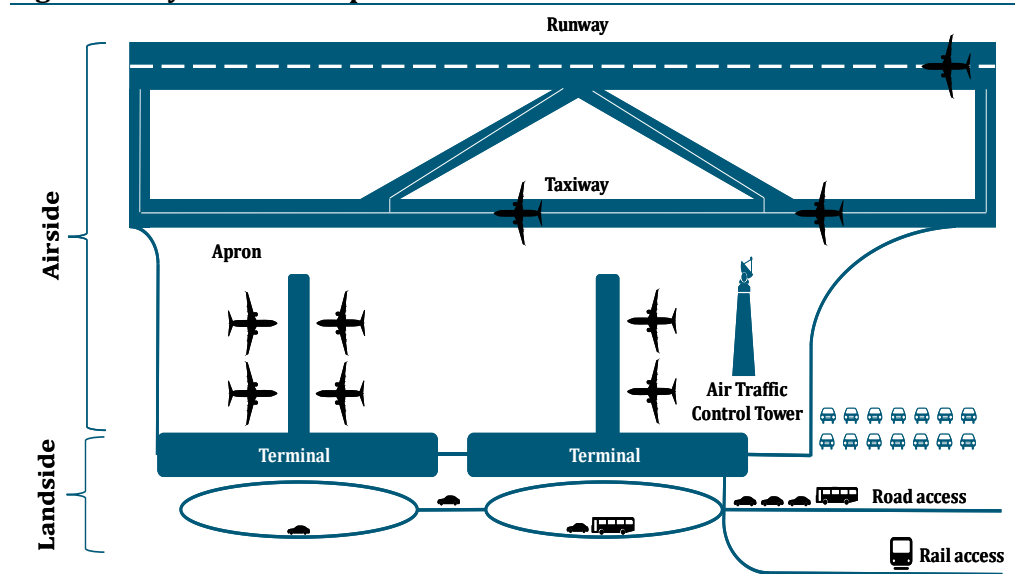 Runway
Taxiway
Airside
Apron
Air Traffic
Control Tower
Terminal
Terminal
Landside
Road access
Rail access